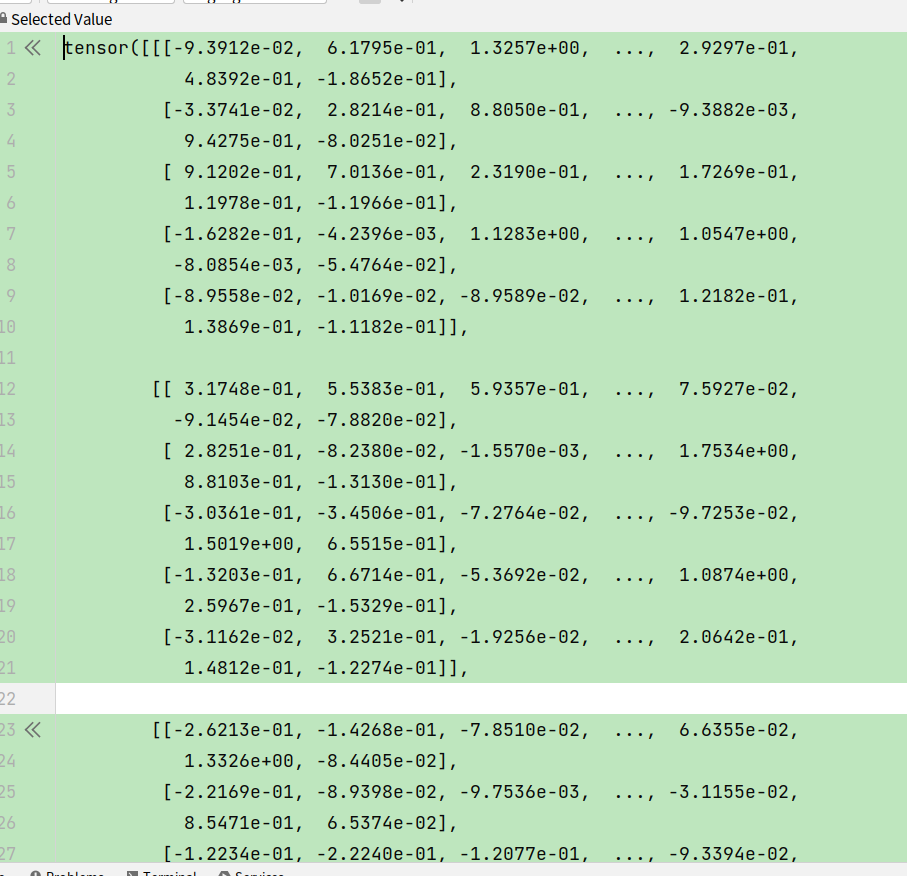 Selected Value
1 tensor([[[-9.3912e-02,  6.1795e-01,  1.3257e+00,  ...,  2.9297e-01,
2 4.8392e-01, -1.8652e-01],
3 [-3.3741e-02,  2.8214e-01,  8.8050e-01,  ..., -9.3882e-03,
4 9.4275e-01, -8.0251e-02],
5 [ 9.1202e-01,  7.0136e-01,  2.3190e-01,  ...,  1.7269e-01,
6 1.1978e-01, -1.1966e-01],
7 [-1.6282e-01, -4.2396e-03,  1.1283e+00,  ...,  1.0547e+00,
8 -8.0854e-03, -5.4764e-02],
9 [-8.9558e-02, -1.0169e-02, -8.9589e-02,  ...,  1.2182e-01,
10 1.3869e-01, -1.1182e-01]],
11
12 [[ 3.1748e-01,  5.5383e-01,  5.9357e-01,  ...,  7.5927e-02,
13 -9.1454e-02, -7.8820e-02],
14 [ 2.8251e-01, -8.2380e-02, -1.5570e-03,  ...,  1.7534e+00,
15 8.8103e-01, -1.3130e-01],
16 [-3.0361e-01, -3.4506e-01, -7.2764e-02,  ..., -9.7253e-02,
17 1.5019e+00,  6.5515e-01],
18 [-1.3203e-01,  6.6714e-01, -5.3692e-02,  ...,  1.0874e+00,
19 2.5967e-01, -1.5329e-01],
20 [-3.1162e-02,  3.2521e-01, -1.9256e-02,  ...,  2.0642e-01,
21 1.4812e-01, -1.2274e-01]],
22
23 [[-2.6213e-01, -1.4268e-01, -7.8510e-02,  ...,  6.6355e-02,
24 1.3326e+00, -8.4405e-02],
25 [-2.2169e-01, -8.9398e-02, -9.7536e-03,  ..., -3.1155e-02,
26 8.5471e-01,  6.5374e-02],
27 [-1.2234e-01, -2.2240e-01, -1.2077e-01,  ..., -9.3394e-02,
Problems Terminal Services